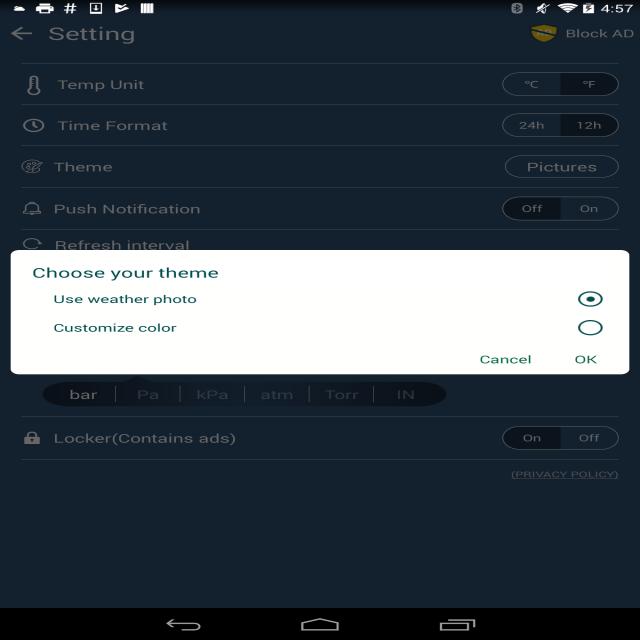 # 4:57
Setting Block AD
Temp Unit °C °F
Time Format 24h 12h
Theme Pictures
Push Notification Off On
Refresh interval
Choose your theme
Use weather photo
Customize color
Cancel OK
bar Pa kPa atm Torr IN
Locker(Contains ads) On Off
(PRIVACY POLICY)